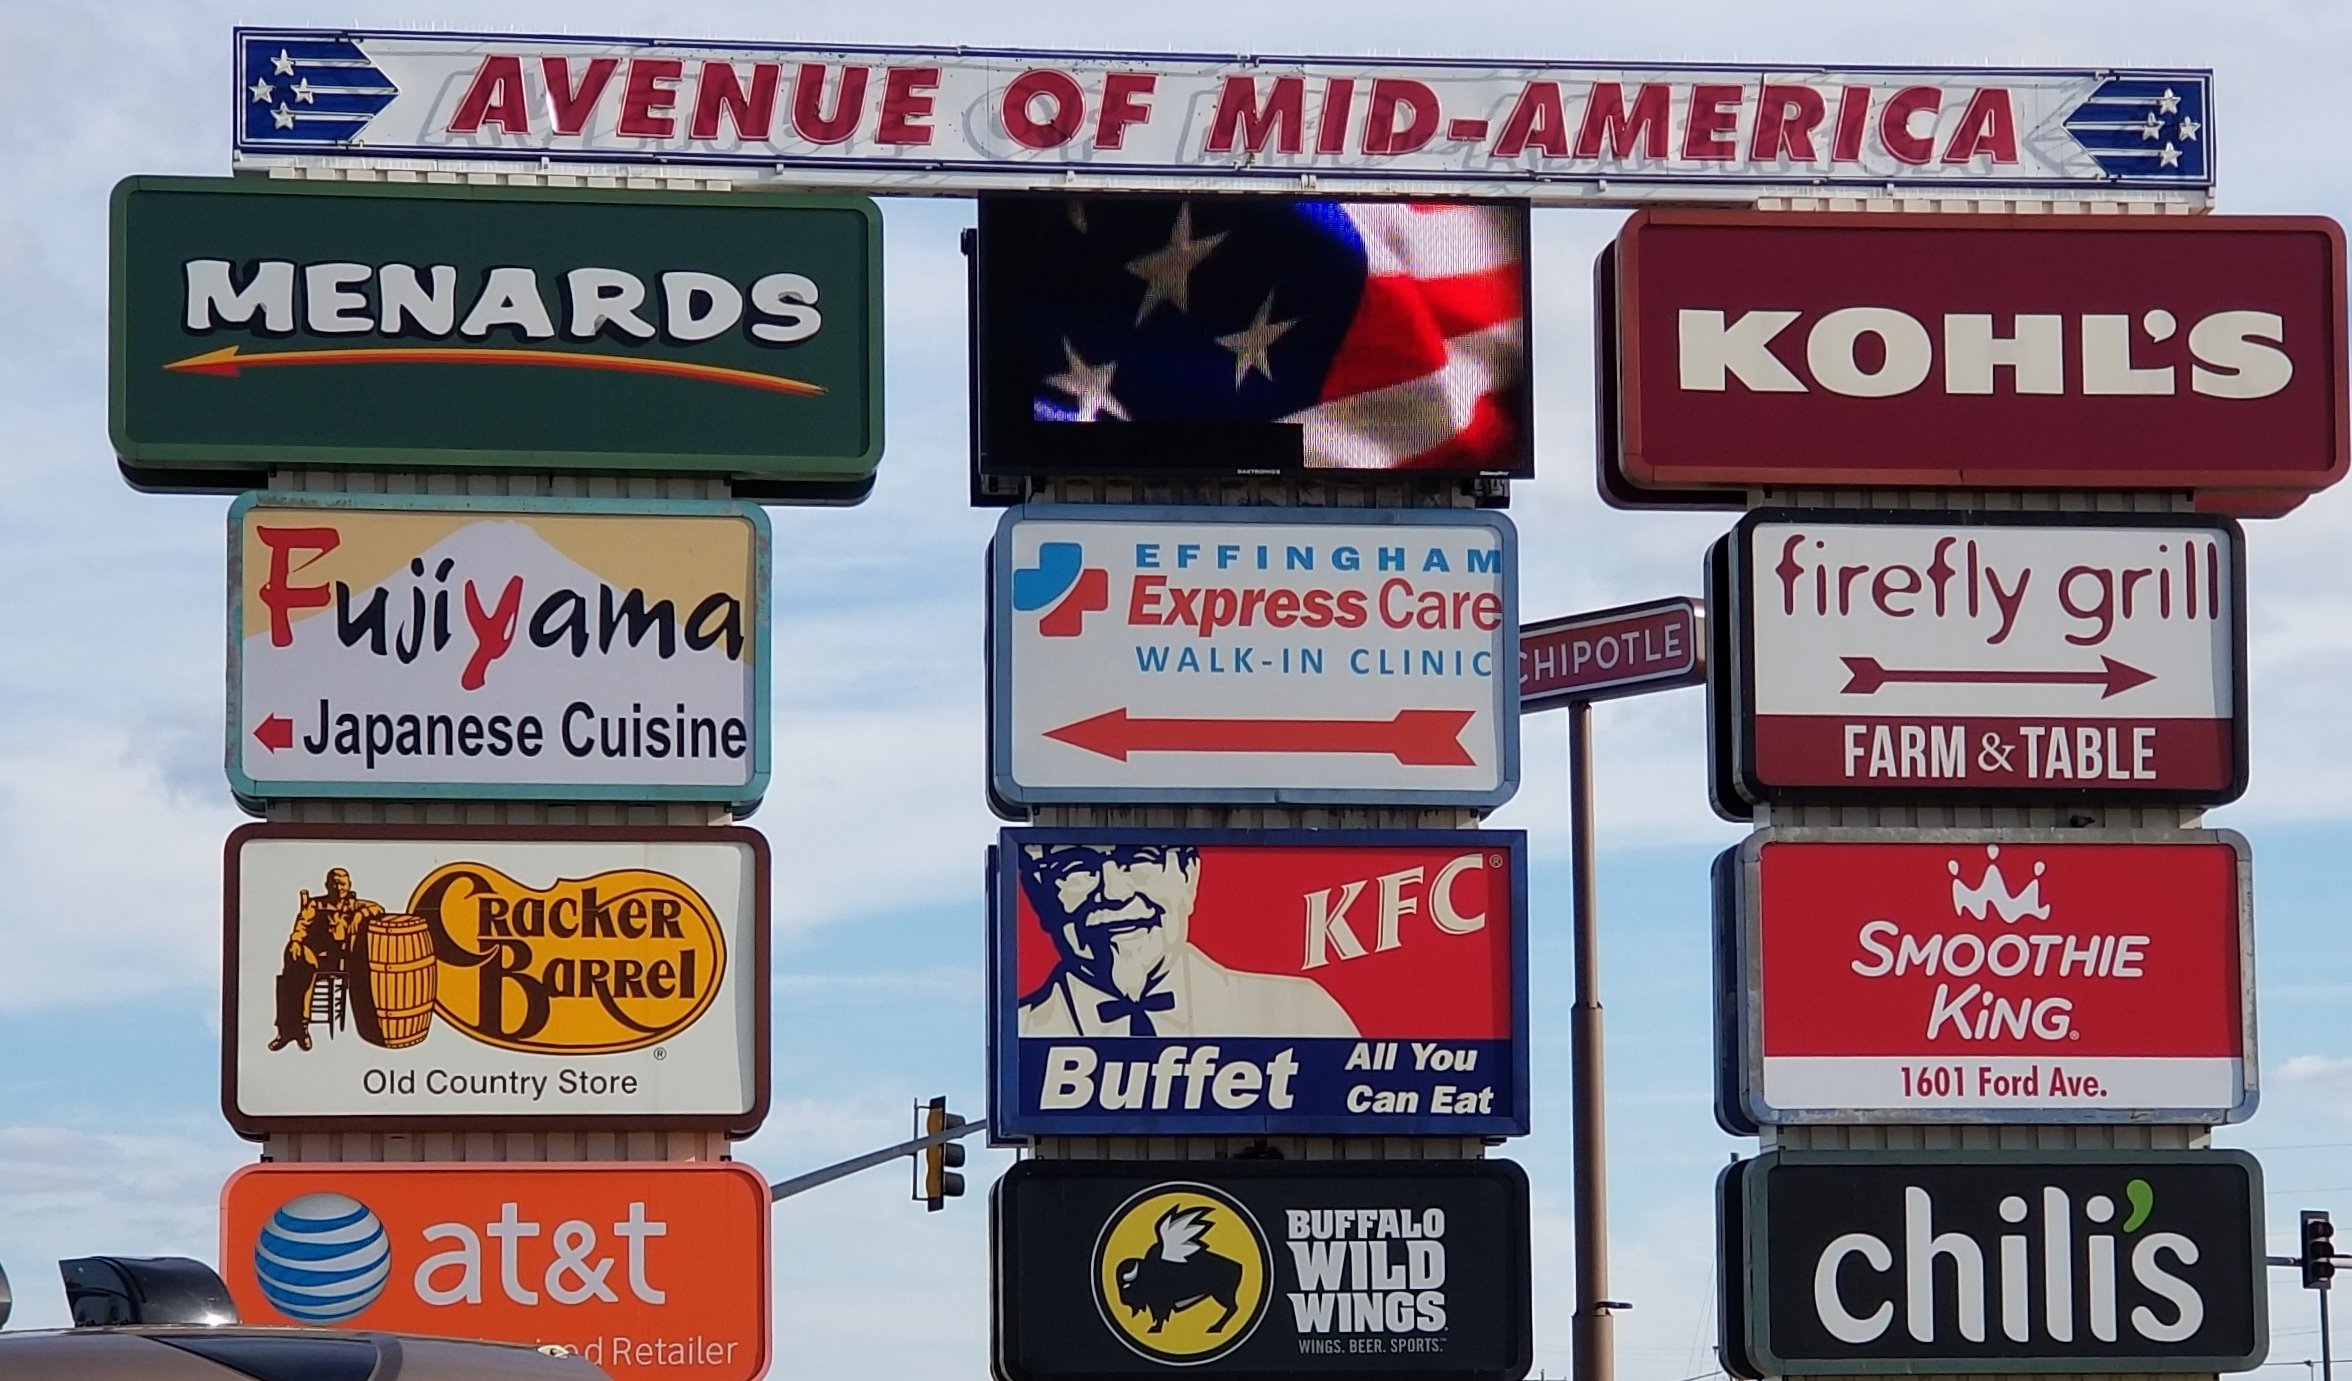 AVENUE OF MID-AMERICA
MENARDS
KOHL'S
Fujiyama
Japanese Cuisine
EFFINGHAM
Express Care
WALK-IN CLINIC
CHIPOTLE
firefly grill
FARM & TABLE
CRACKER
BARREL
®
Old Country Store
KFC®
Buffet
All You
Can Eat
SMOOTHIE
KiNG®
1601 Ford Ave.
at&t
Retailer
BUFFALO
WILD
WINGS
WINGS. BEER. SPORTS.™
chili's